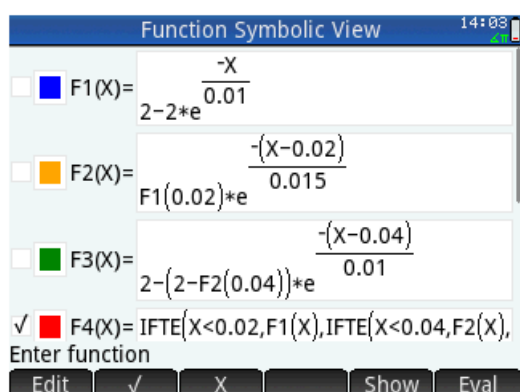 Function Symbolic View
14:03
∡π
F1(X)= 2-2*e^(-X/0.01)
F2(X)= F1(0.02)*e^(-(X-0.02)/0.015)
F3(X)= 2-(2-F2(0.04))*e^(-(X-0.04)/0.01)
√ F4(X)= IFTE(X<0.02,F1(X),IFTE(X<0.04,F2(X),
Enter function
Edit √ X Show Eval